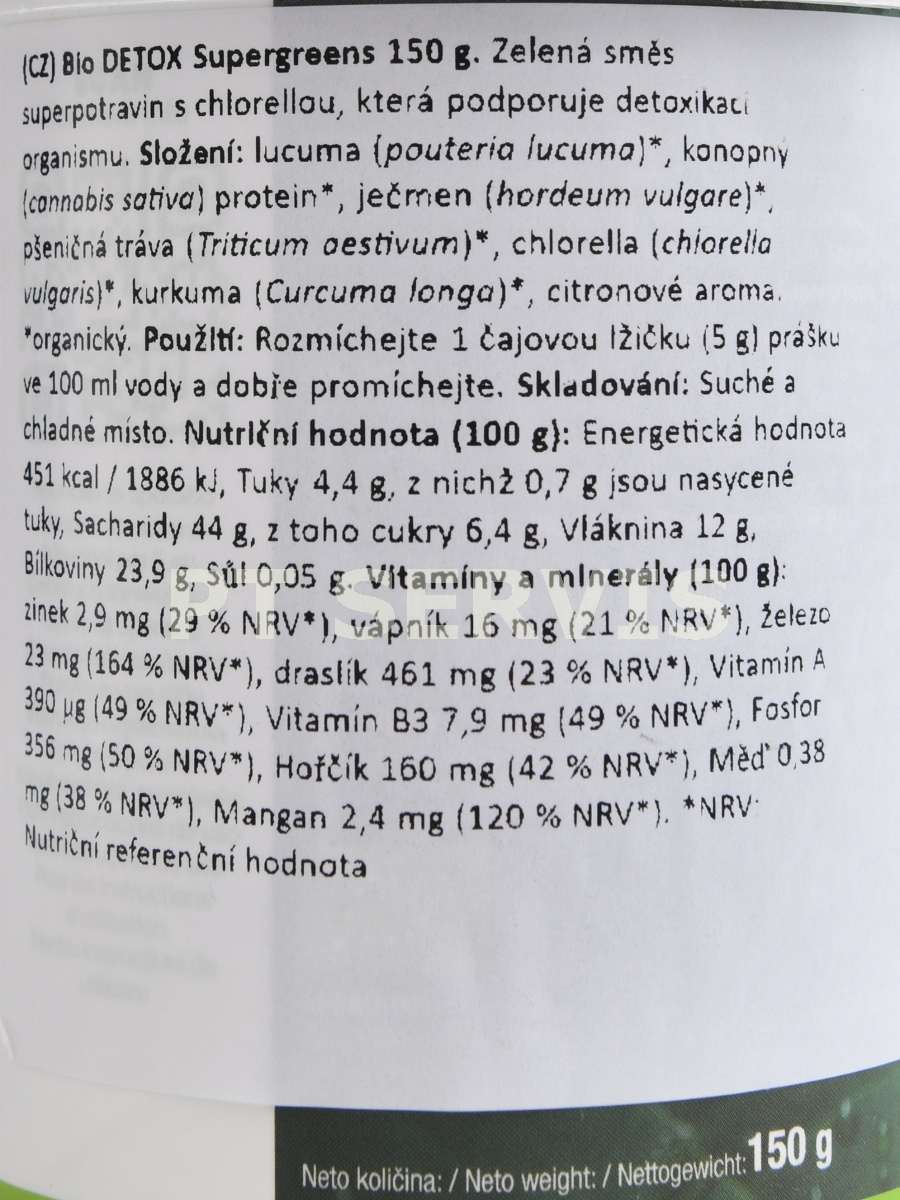 (CZ) Bio DETOX Supergreens 150 g. Zelená směs
superpotravin s chlorellou, která podporuje detoxikaci
organismu. Složení: lucuma (pouteria lucuma)*, konopný
(cannabis sativa) protein*, ječmen (hordeum vulgare)*,
pšeničná tráva (Triticum aestivum)*, chlorella (chlorella
vulgaris)*, kurkuma (Curcuma longa)*, citronové aroma.
*organický. Použití: Rozmíchejte 1 čajovou lžičku (5 g) prášku
ve 100 ml vody a dobře promíchejte. Skladování: Suché a
chladné místo. Nutriční hodnota (100 g): Energetická hodnota
451 kcal / 1886 kJ, Tuky 4,4 g, z nichž 0,7 g jsou nasycené
tuky, Sacharidy 44 g, z toho cukry 6,4 g, Vláknina 12 g,
Bílkoviny 23,9 g, Sůl 0,05 g. Vitamíny a minerály (100 g):
zinek 2,9 mg (29 % NRV*), vápník 16 mg (21 % NRV*), železo
23 mg (164 % NRV*), draslík 461 mg (23 % NRV*), Vitamín A
390 µg (49 % NRV*), Vitamín B3 7,9 mg (49 % NRV*), Fosfor
356 mg (50 % NRV*), Hořčík 160 mg (42 % NRV*), Měď 0,38
mg (38 % NRV*), Mangan 2,4 mg (120 % NRV*). *NRV-
Nutriční referenční hodnota
PT SERVIS
Neto količina: / Neto weight: / Nettogewicht: 150 g